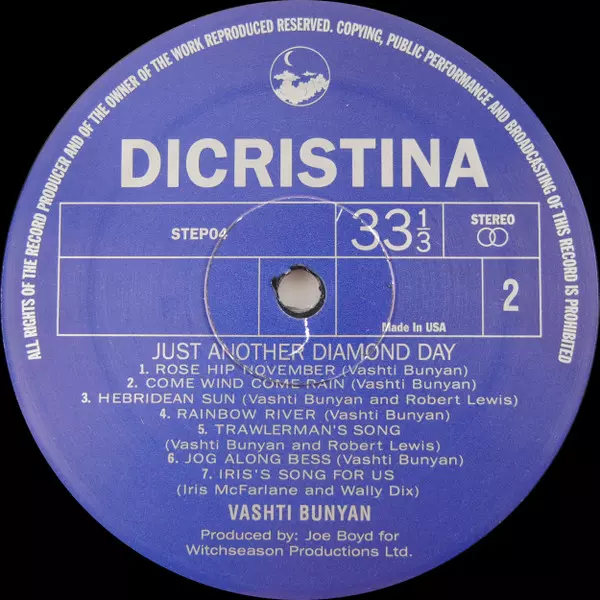 ALL RIGHTS OF THE RECORD PRODUCER AND OF THE OWNER OF THE WORK REPRODUCED RESERVED. COPYING, PUBLIC PERFORMANCE AND BROADCASTING OF THIS RECORD IS PROHIBITED
DICRISTINA
STEP04
33 1/3
STEREO
Made In USA
2
JUST ANOTHER DIAMOND DAY
1. ROSE HIP NOVEMBER (Vashti Bunyan)
2. COME WIND COME RAIN (Vashti Bunyan)
3. HEBRIDEAN SUN (Vashti Bunyan and Robert Lewis)
4. RAINBOW RIVER (Vashti Bunyan)
5. TRAWLERMAN'S SONG
(Vashti Bunyan and Robert Lewis)
6. JOG ALONG BESS (Vashti Bunyan)
7. IRIS'S SONG FOR US
(Iris McFarlane and Wally Dix)
VASHTI BUNYAN
Produced by: Joe Boyd for
Witchseason Productions Ltd.